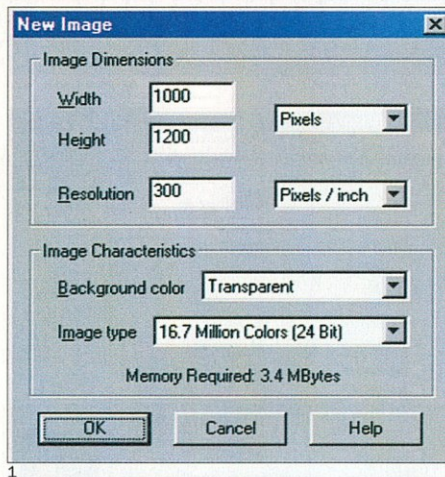 New Image
Image Dimensions
Width 1000
Pixels
Height 1200
Resolution 300 Pixels / inch
Image Characteristics
Background color Transparent
Image type 16.7 Million Colors (24 Bit)
Memory Required: 3.4 MBytes
OK Cancel Help
1